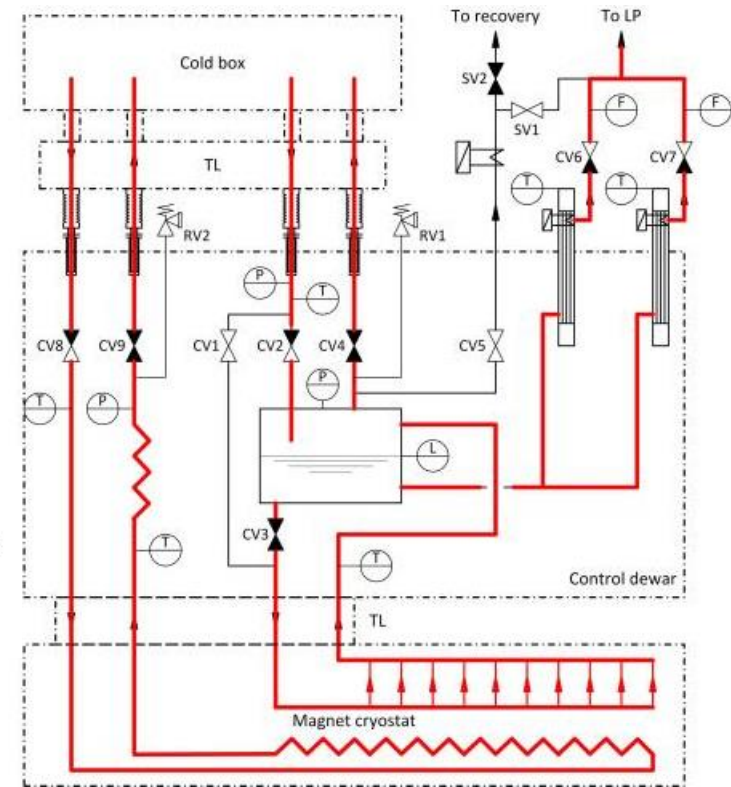 To recovery
To LP
Cold box
SV2
F
F
SV1
CV6
CV7
TL
T
T
RV2
RV1
P
T
CV8
CV9
CV1
CV2
CV4
CV5
P
T
P
L
CV3
T
T
Control dewar
TL
Magnet cryostat